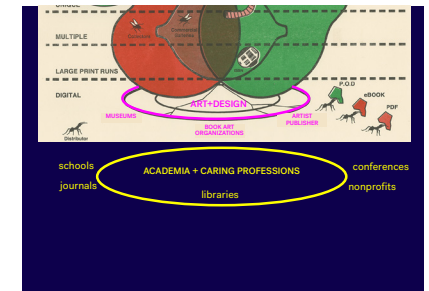 MULTIPLE
LARGE PRINT RUNS
DIGITAL
Distributor
ART+DESIGN
MUSEUMS
BOOK ART
ORGANIZATIONS
ARTIST
PUBLISHER
P.O.D
eBOOK
PDF
schools
journals
ACADEMIA + CARING PROFESSIONS
libraries
conferences
nonprofits